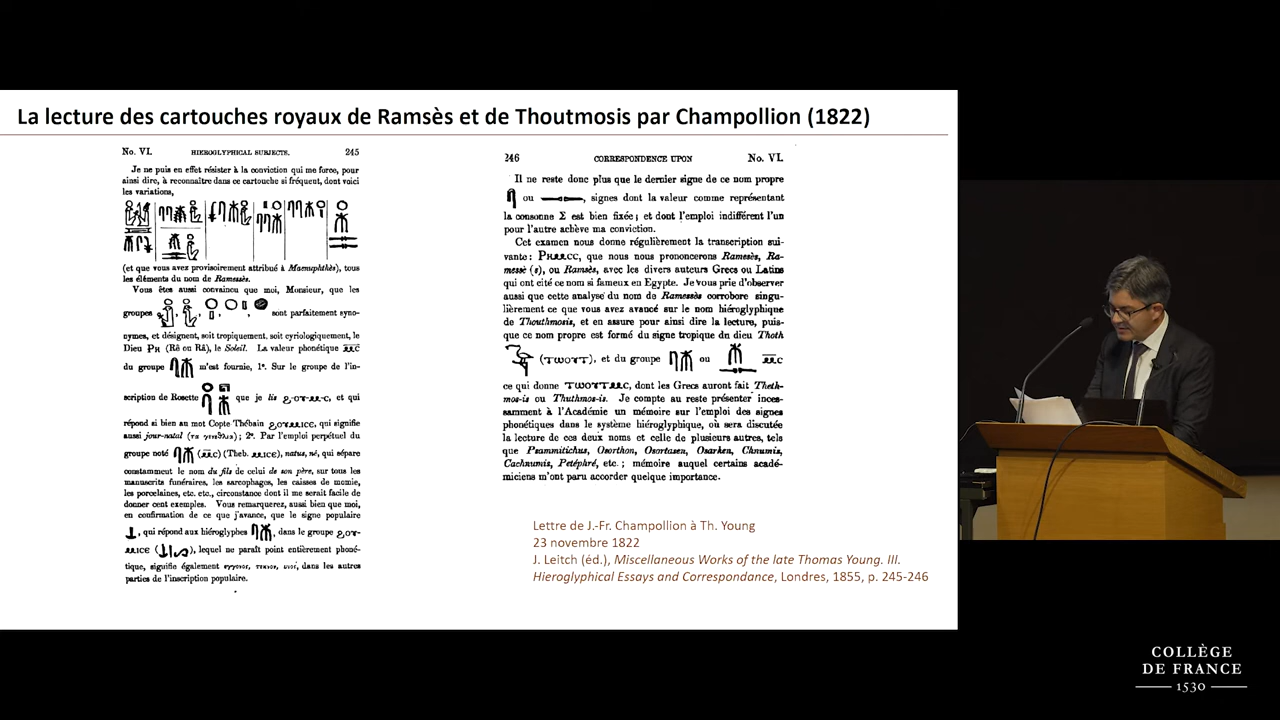 La lecture des cartouches royaux de Ramsès et de Thoutmosis par Champollion (1822)
No. VI. HIEROGLYPHICAL SUBJECTS. 245
Je ne puis en effet résister à la conviction qui me force, pour
ainsi dire, à reconnaître dans ce cartouche si fréquent, dont voici
les variations,
(et que vous avez provisoirement attribué à Maenaphthès), tous
les éléments du nom de Ramessès.
Vous êtes aussi convaincu que moi, Monsieur, que les
groupes sont parfaitement syno-
nymes, et désignent, soit tropiquement, soit cyriologiquement, le
Dieu ΡΗ (Rê ou Râ), le Soleil. La valeur phonétique
du groupe m'est fournie, 1º. Sur le groupe de l'in-
scription de Rosette que je lis et qui
répond si bien au mot Copte Thébain qui signifie
aussi jour-natal (τα γενεθλια); 2º. Par l'emploi perpétuel du
groupe noté (Theb. natus, né, qui sépare
constamment le nom du fils de celui de son père, sur tous les
manuscrits funéraires, les sarcophages, les caisses de momie,
les porcelaines, etc. etc., circonstance dont il me serait facile de
donner cent exemples. Vous remarquerez, aussi bien que moi,
en confirmation de ce que j'avance, que le signe populaire
, qui répond aux hiéroglyphes , dans le groupe
lequel ne paraît point entièrement phoné-
tique, signifie également dans les autres
parties de l'inscription populaire.
246 CORRESPONDENCE UPON No. VI.
Il ne reste donc plus que le dernier signe de ce nom propre
ou , signes dont la valeur comme représentant
la consonne Σ est bien fixée; et dont l'emploi indifférent l'un
pour l'autre achève ma conviction.
Cet examen nous donne régulièrement la transcription sui-
vante: que nous nous prononcerons Ramesès, Ra-
messe (s), ou Ramsès, avec les divers auteurs Grecs ou Latins
qui ont cité ce nom si fameux en Egypte. Je vous prie d'observer
aussi que cette analyse du nom de Ramessès corrobore singu-
lièrement ce que vous avez avancé sur le nom hiéroglyphique
de Thouthmosis, et en assure pour ainsi dire la lecture, puis-
que ce nom propre est formé du signe tropique du dieu Thoth
(ⲧⲱⲟⲩⲧ), et du groupe ou
ce qui donne dont les Grecs auront fait Theth-
mos-is ou Thuthmos-is. Je compte au reste présenter inces-
samment à l'Académie un mémoire sur l'emploi des signes
phonétiques dans le système hiéroglyphique, où sera discutée
la lecture de ces deux noms et celle de plusieurs autres, tels
que Psammitichus, Osorthon, Osortasen, Osarken, Chnumis,
Cachnumis, Petéphré, etc.; mémoire auquel certains acadé-
miciens m'ont paru accorder quelque importance.
Lettre de J.-Fr. Champollion à Th. Young
23 novembre 1822
J. Leitch (éd.), Miscellaneous Works of the late Thomas Young. III.
Hieroglyphical Essays and Correspondance, Londres, 1855, p. 245-246
COLLÈGE
DE FRANCE
1530